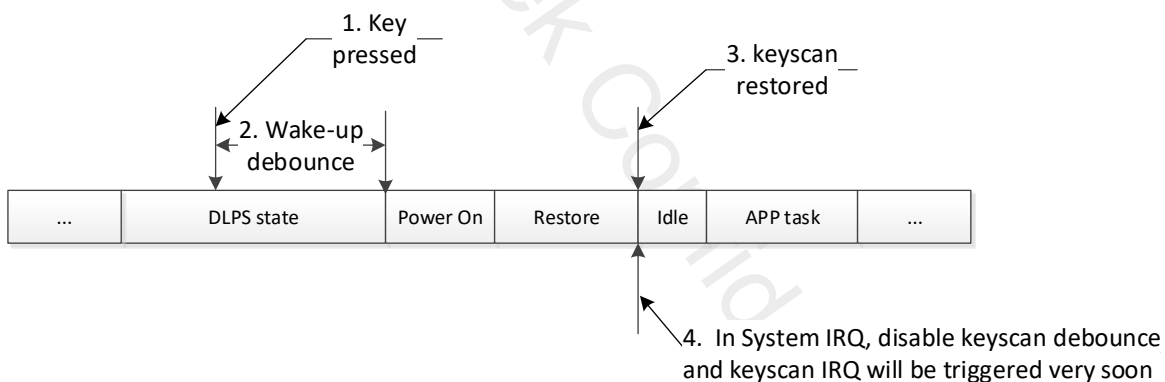 1. Key
pressed
3. keyscan
restored
2. Wake-up
debounce
...
DLPS state
Power On
Restore
Idle
APP task
...
4. In System IRQ, disable keyscan debounce
and keyscan IRQ will be triggered very soon